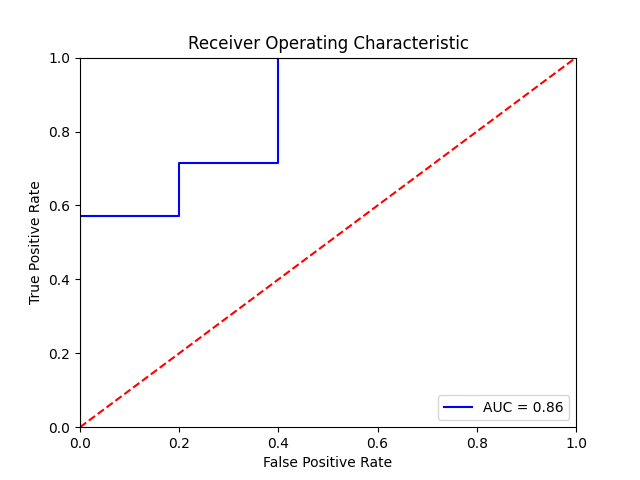 Receiver Operating Characteristic
1.0
0.8
0.6
0.4
0.2
0.0
True Positive Rate
AUC = 0.86
0.0 0.2 0.4 0.6 0.8 1.0
False Positive Rate